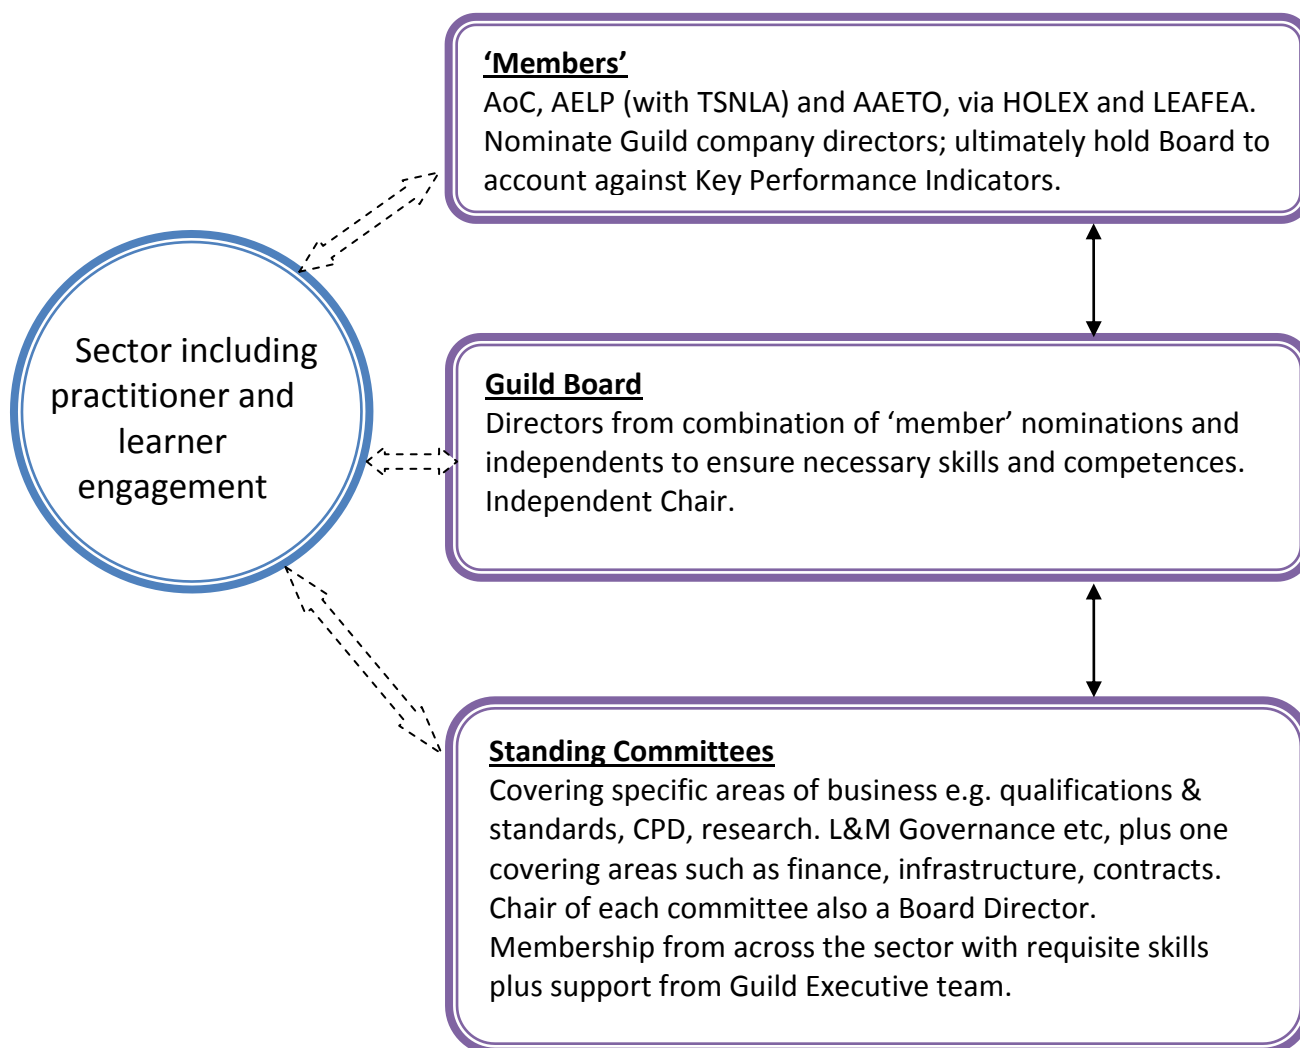 ‘Members’
AoC, AELP (with TSNLA) and AAETO, via HOLEX and LEAFEA.
Nominate Guild company directors; ultimately hold Board to
account against Key Performance Indicators.
Sector including
practitioner and
learner
engagement
Guild Board
Directors from combination of ‘member’ nominations and
independents to ensure necessary skills and competences.
Independent Chair.
Standing Committees
Covering specific areas of business e.g. qualifications &
standards, CPD, research. L&M Governance etc, plus one
covering areas such as finance, infrastructure, contracts.
Chair of each committee also a Board Director.
Membership from across the sector with requisite skills
plus support from Guild Executive team.